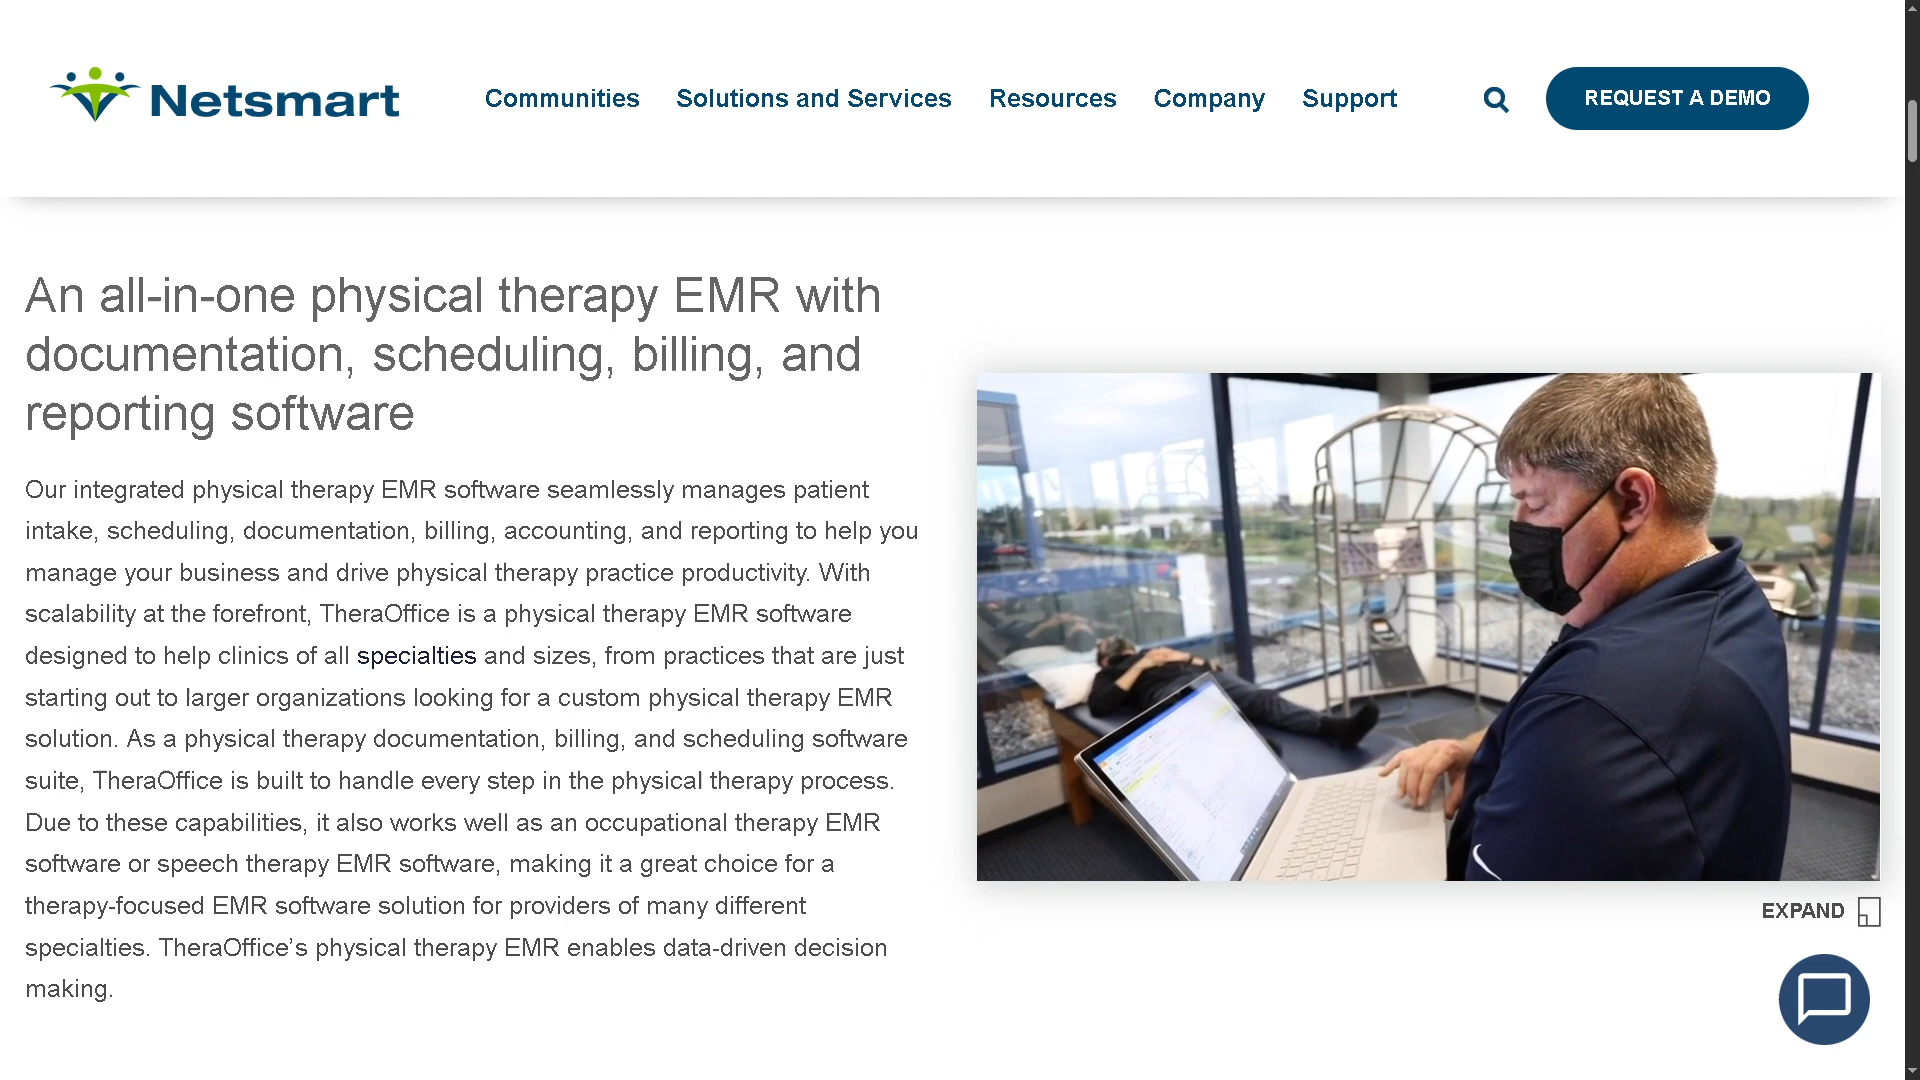 Netsmart
Communities
Solutions and Services
Resources
Company
Support
REQUEST A DEMO
An all-in-one physical therapy EMR with
documentation, scheduling, billing, and
reporting software
Our integrated physical therapy EMR software seamlessly manages patient
intake, scheduling, documentation, billing, accounting, and reporting to help you
manage your business and drive physical therapy practice productivity. With
scalability at the forefront, TheraOffice is a physical therapy EMR software
designed to help clinics of all specialties and sizes, from practices that are just
starting out to larger organizations looking for a custom physical therapy EMR
solution. As a physical therapy documentation, billing, and scheduling software
suite, TheraOffice is built to handle every step in the physical therapy process.
Due to these capabilities, it also works well as an occupational therapy EMR
software or speech therapy EMR software, making it a great choice for a
therapy-focused EMR software solution for providers of many different
specialties. TheraOffice’s physical therapy EMR enables data-driven decision
making.
EXPAND